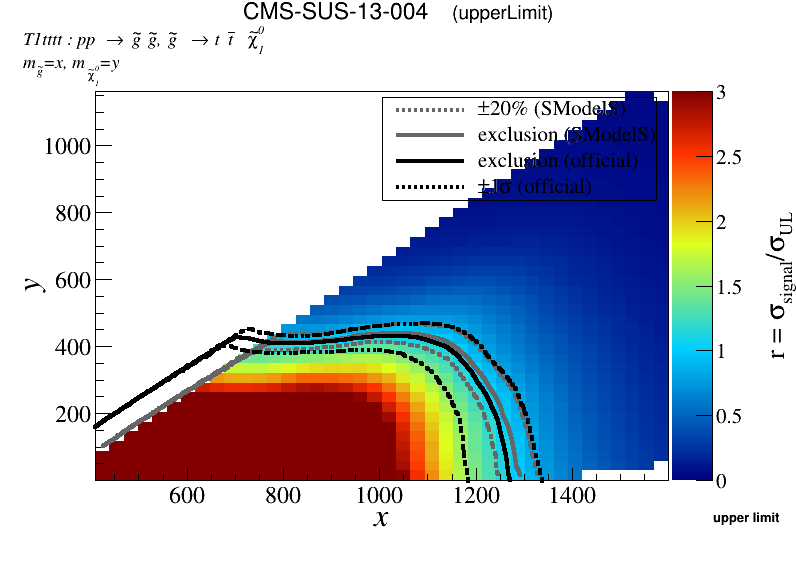 CMS-SUS-13-004 (upperLimit)
T1tttt : pp → g̃ g̃, g̃ → t t̄ χ̃⁰₁
m_g̃=x, m_χ̃⁰₁=y
±20% (SModelS)
exclusion (SModelS)
exclusion (official)
±1σ (official)
1000
800
600
400
200
y
600 800 1000 1200 1400
x
3
2.5
2
1.5
1
0.5
0
r = σ_signal/σ_UL
upper limit